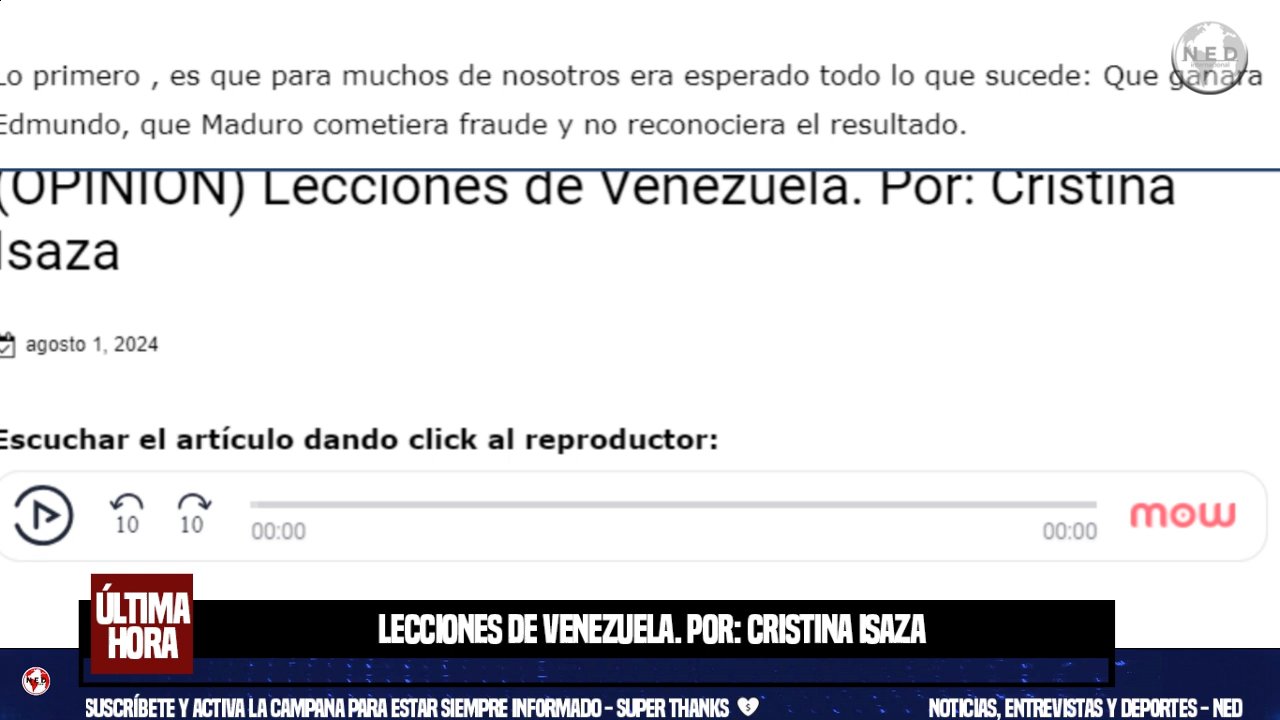 NED
international
Lo primero , es que para muchos de nosotros era esperado todo lo que sucede: Que ganara
Edmundo, que Maduro cometiera fraude y no reconociera el resultado.
(OPINIÓN) Lecciones de Venezuela. Por: Cristina
Isaza
agosto 1, 2024
Escuchar el artículo dando click al reproductor:
10 10
00:00 00:00
mow
ÚLTIMA
HORA
LECCIONES DE VENEZUELA. POR: CRISTINA ISAZA
NED
SUSCRÍBETE Y ACTIVA LA CAMPANA PARA ESTAR SIEMPRE INFORMADO - SUPER THANKS
NOTICIAS, ENTREVISTAS Y DEPORTES - NED